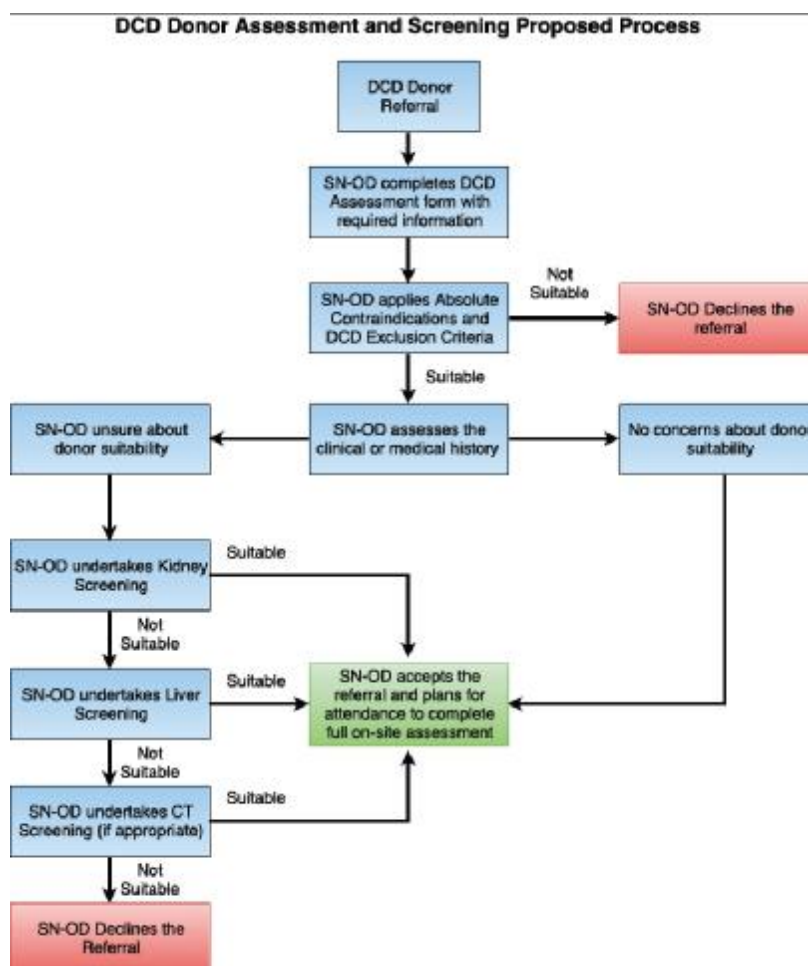 DCD Donor Assessment and Screening Proposed Process
DCD Donor
Referral
SN-OD completes DCD
Assessment form with
required information
SN-OD applies Absolute
Contraindications and
DCD Exclusion Criteria
Not
Suitable
SN-OD Declines the
referral
Suitable
SN-OD unsure about
donor suitability
SN-OD assesses the
clinical or medical history
No concerns about donor
suitability
SN-OD undertakes Kidney
Screening
Suitable
Not
Suitable
SN-OD undertakes Liver
Screening
Suitable
SN-OD accepts the
referral and plans for
attendance to complete
full on-site assessment
Not
Suitable
SN-OD undertakes CT
Screening (if appropriate)
Suitable
Not
Suitable
SN-OD Declines the
Referral